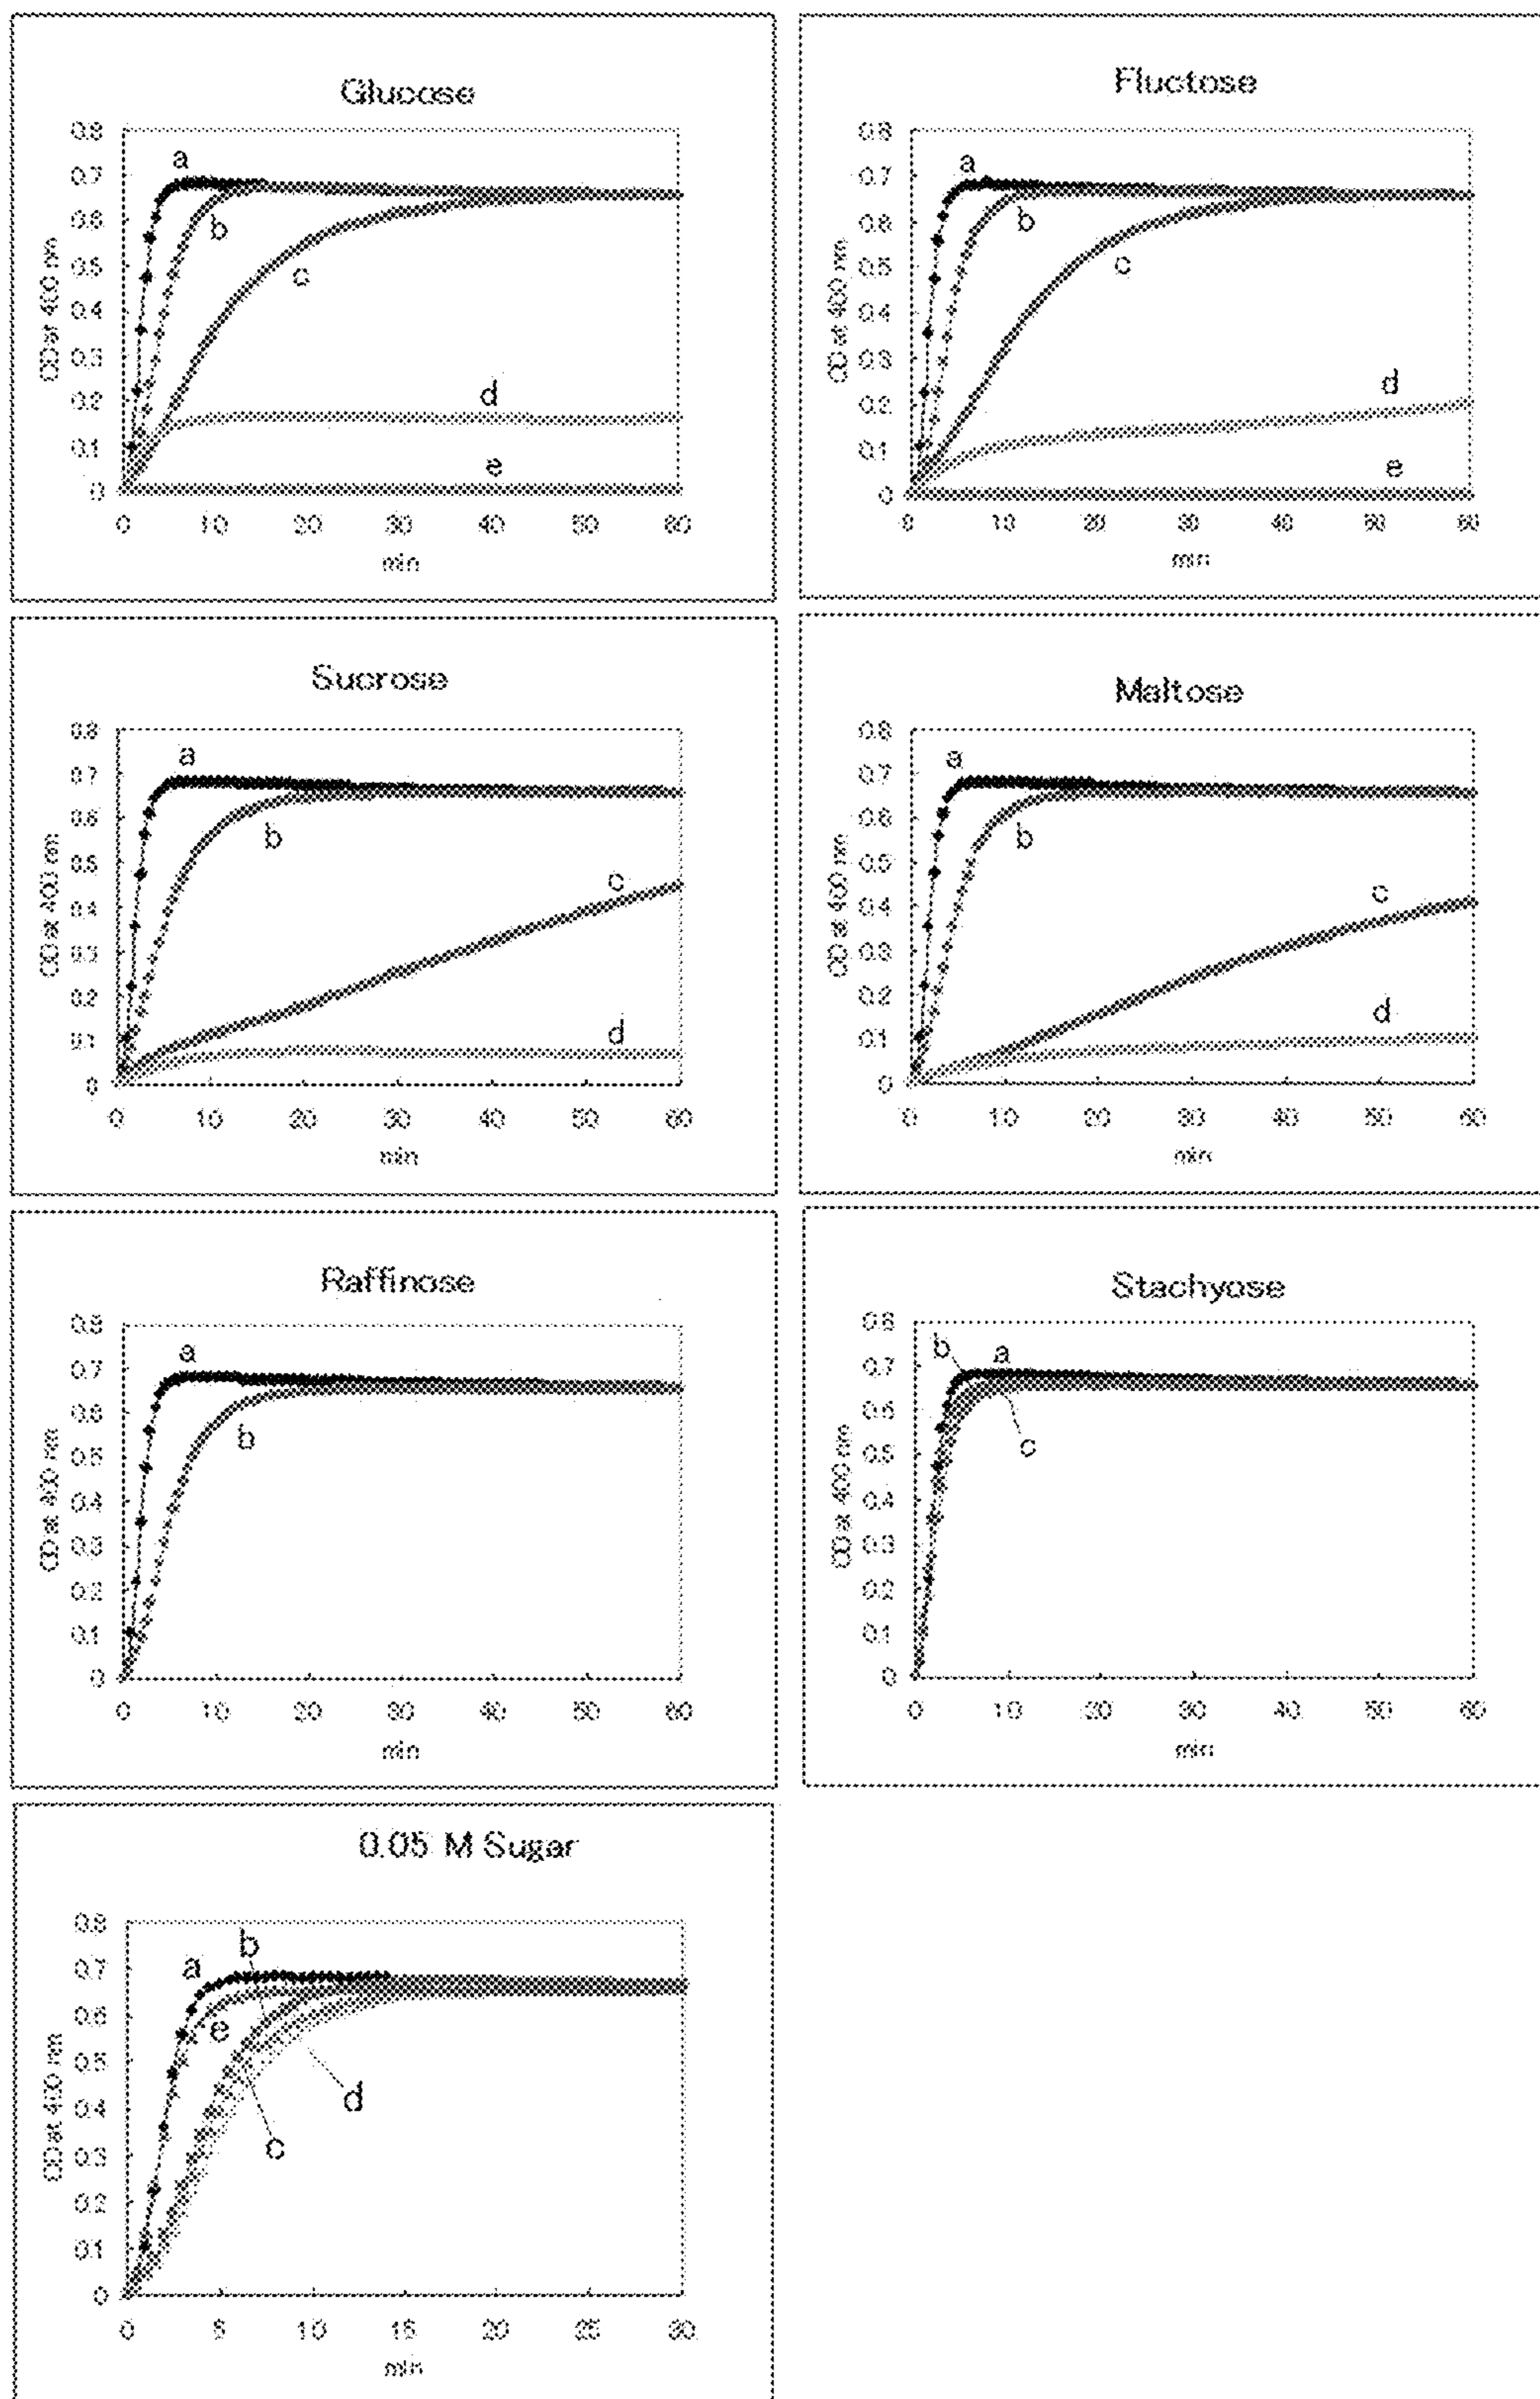 Glucose
0.8
0.7
0.6
0.5
0.4
0.3
0.2
0.1
0
OD at 400 nm
a
b
c
d
e
0 10 20 30 40 50 60
min
Fluctose
0.8
0.7
0.6
0.5
0.4
0.3
0.2
0.1
0
OD at 400 nm
a
b
c
d
e
0 10 20 30 40 50 60
min
Sucrose
0.8
0.7
0.6
0.5
0.4
0.3
0.2
0.1
0
OD at 400 nm
a
b
c
d
0 10 20 30 40 50 60
min
Maltose
0.8
0.7
0.6
0.5
0.4
0.3
0.2
0.1
0
OD at 400 nm
a
b
c
d
0 10 20 30 40 50 60
min
Raffinose
0.8
0.7
0.6
0.5
0.4
0.3
0.2
0.1
0
OD at 400 nm
a
b
0 10 20 30 40 50 60
min
Stachyose
0.8
0.7
0.6
0.5
0.4
0.3
0.2
0.1
0
OD at 400 nm
b a
c
0 10 20 30 40 50 60
min
0.05 M Sugar
0.8
0.7
0.6
0.5
0.4
0.3
0.2
0.1
0
OD at 400 nm
b
a
e
d
c
0 5 10 15 20 25 30
min